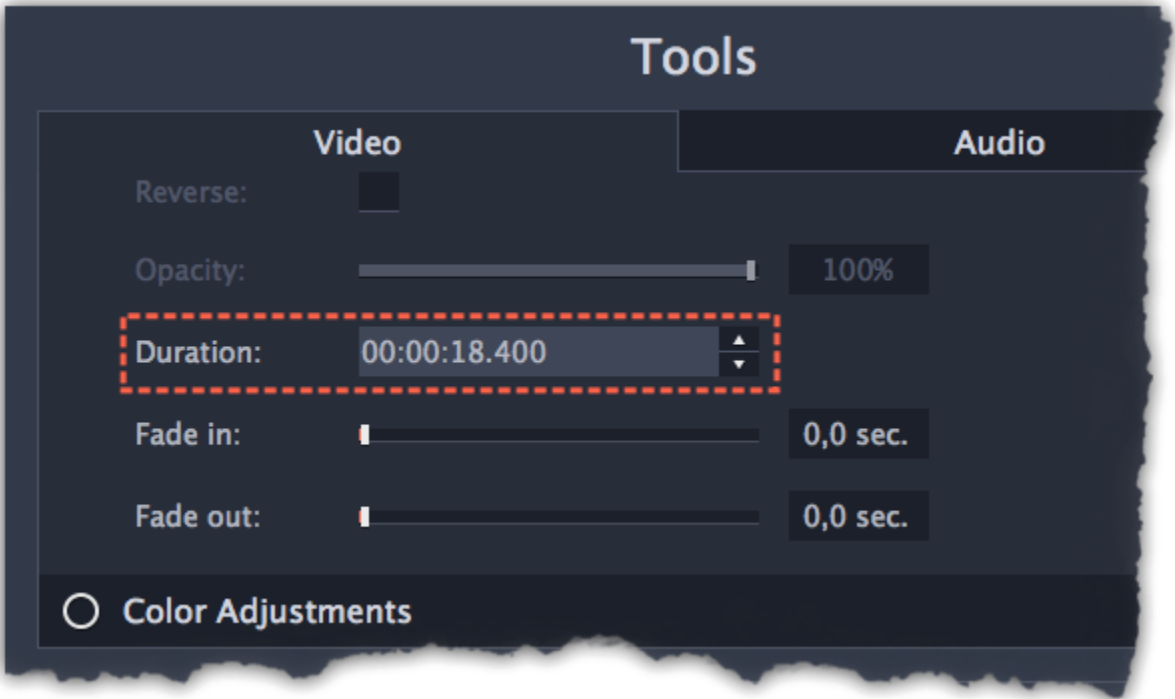 Tools
Video Audio
Reverse:
Opacity: 100%
Duration: 00:00:18.400
Fade in: 0,0 sec.
Fade out: 0,0 sec.
Color Adjustments